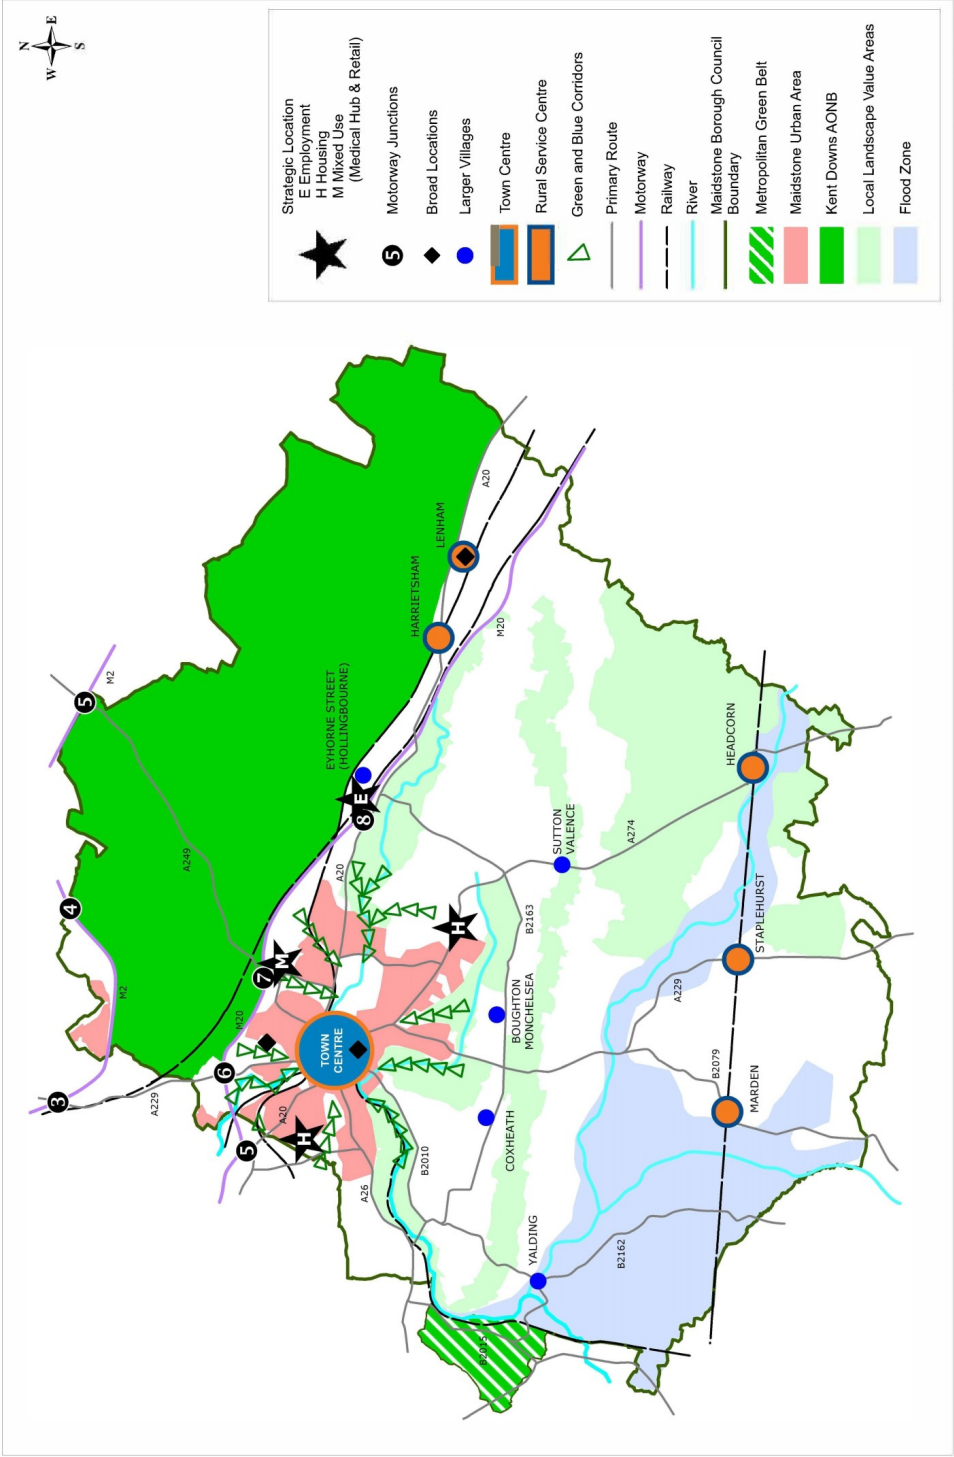 N
W
E
S
Strategic Location
E Employment
H Housing
M Mixed Use
(Medical Hub & Retail)
5
Motorway Junctions
Broad Locations
Larger Villages
Town Centre
Rural Service Centre
Green and Blue Corridors
Primary Route
Motorway
Railway
River
Maidstone Borough Council
Boundary
Metropolitan Green Belt
Maidstone Urban Area
Kent Downs AONB
Local Landscape Value Areas
Flood Zone
3
4
5
M2
M2
A229
A249
5
6
7
8
M20
A20
H
M
E
H
TOWN
CENTRE
A20
EYHORNE STREET
(HOLLINGBOURNE)
HARRIETSHAM
LENHAM
A20
M20
A26
B2010
COXHEATH
BOUGHTON
MONCHELSEA
B2163
SUTTON
VALENCE
A274
YALDING
B2162
B2015
A229
B2079
MARDEN
STAPLEHURST
HEADCORN